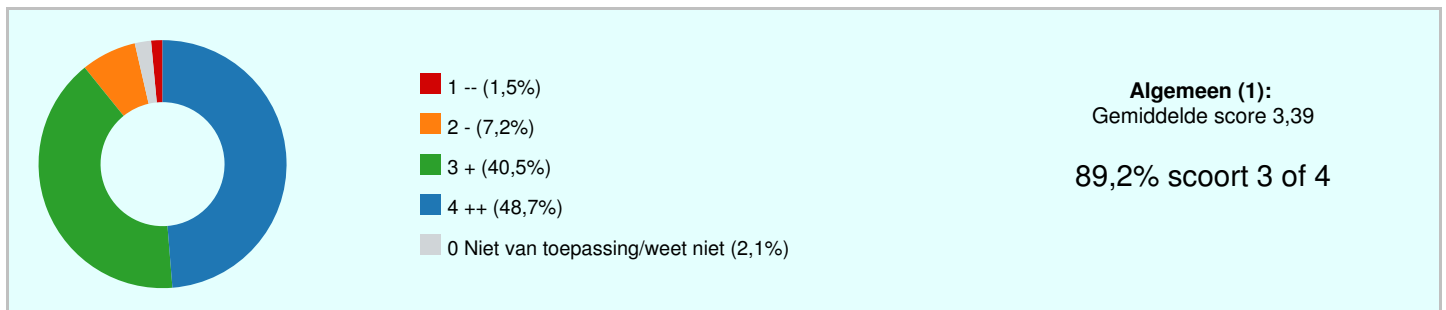 1 -- (1,5%)
2 - (7,2%)
3 + (40,5%)
4 ++ (48,7%)
0 Niet van toepassing/weet niet (2,1%)
Algemeen (1):
Gemiddelde score 3,39
89,2% scoort 3 of 4